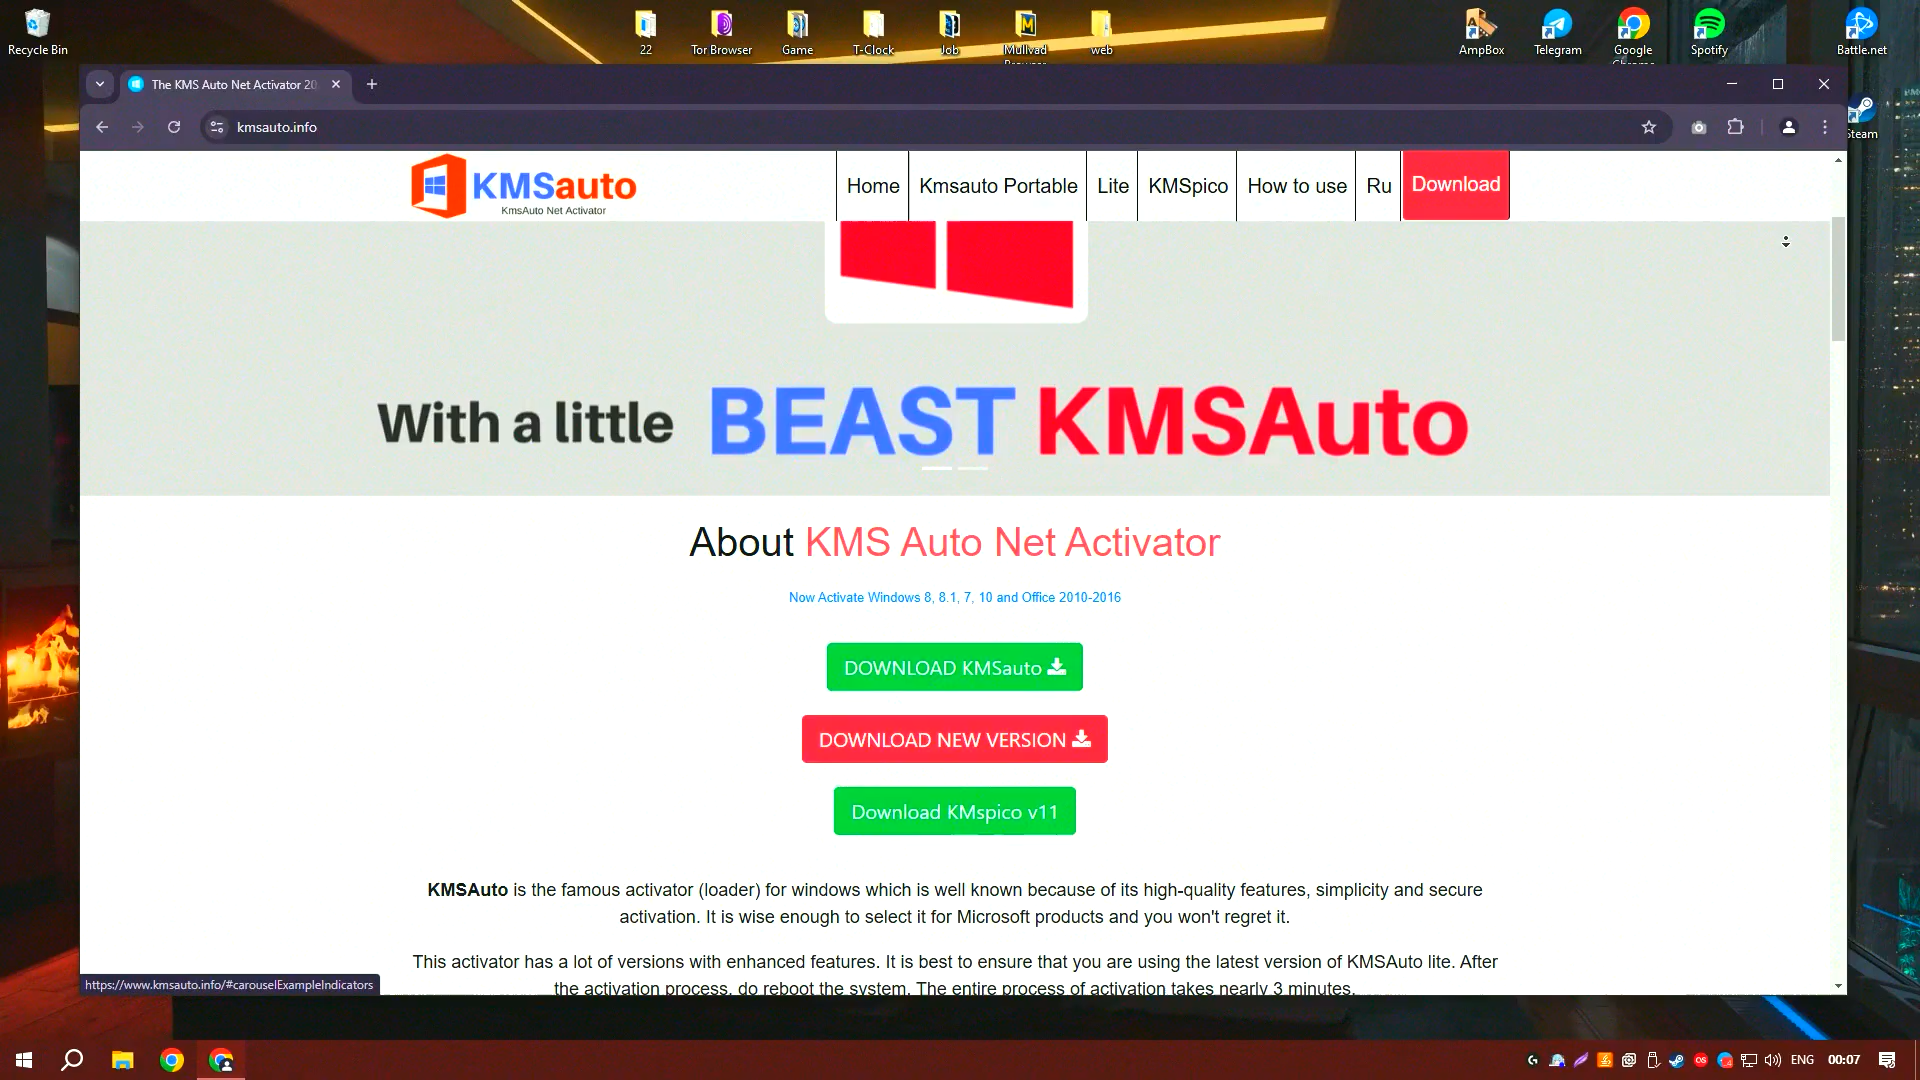 Recycle Bin
22
Tor Browser
Game
T-Clock
Job
Mullvad
AmpBox
Telegram
Google
Spotify
Battle.net
Steam
The KMS Auto Net Activator 20
kmsauto.info
KMSauto
KmsAuto Net Activator
Home
Kmsauto Portable
Lite
KMSpico
How to use
Ru
Download
With a little BEAST KMSAuto
About KMS Auto Net Activator
Now Activate Windows 8, 8.1, 7, 10 and Office 2010-2016
DOWNLOAD KMSauto
DOWNLOAD NEW VERSION
Download KMspico v11
KMSAuto is the famous activator (loader) for windows which is well known because of its high-quality features, simplicity and secure
activation. It is wise enough to select it for Microsoft products and you won't regret it.
This activator has a lot of versions with enhanced features. It is best to ensure that you are using the latest version of KMSAuto lite. After
the activation process, do reboot the system. The entire process of activation takes nearly 3 minutes.
https://www.kmsauto.info/#carouselExampleIndicators
ENG
00:07